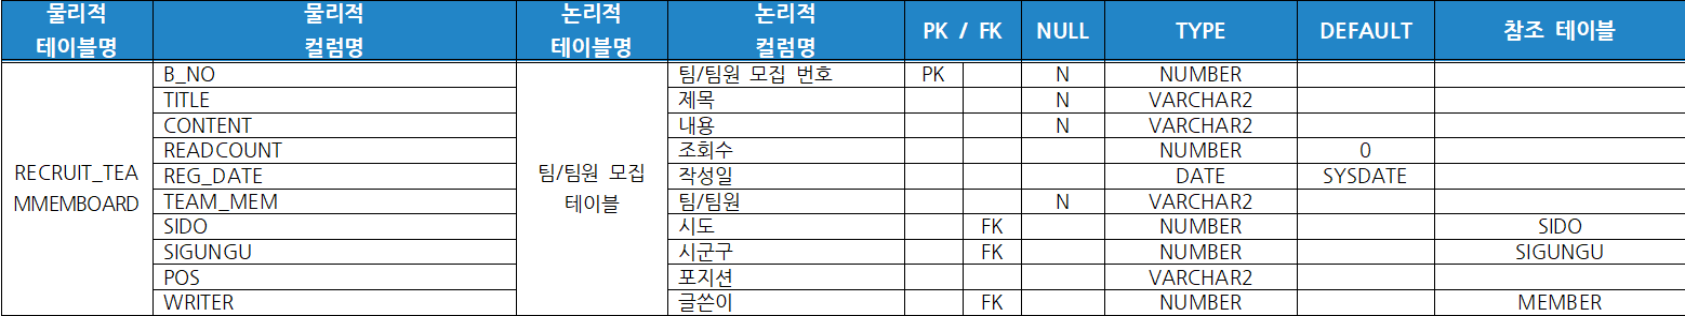 물리적 테이블명 물리적 컬럼명 논리적 테이블명 논리적 컬럼명 PK / FK NULL TYPE DEFAULT 참조 테이블
RECRUIT_TEAMMEMBOARD 팀/팀원 모집 테이블
B_NO 팀/팀원 모집 번호 PK N NUMBER
TITLE 제목 N VARCHAR2
CONTENT 내용 N VARCHAR2
READCOUNT 조회수 NUMBER 0
REG_DATE 작성일 DATE SYSDATE
TEAM_MEM 팀/팀원 N VARCHAR2
SIDO 시도 FK NUMBER SIDO
SIGUNGU 시군구 FK NUMBER SIGUNGU
POS 포지션 VARCHAR2
WRITER 글쓴이 FK NUMBER MEMBER